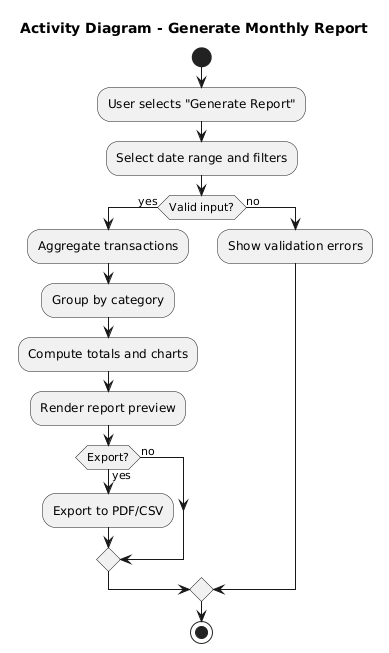 Activity Diagram - Generate Monthly Report
User selects "Generate Report"
Select date range and filters
yes
Valid input?
no
Aggregate transactions
Show validation errors
Group by category
Compute totals and charts
Render report preview
Export?
no
yes
Export to PDF/CSV